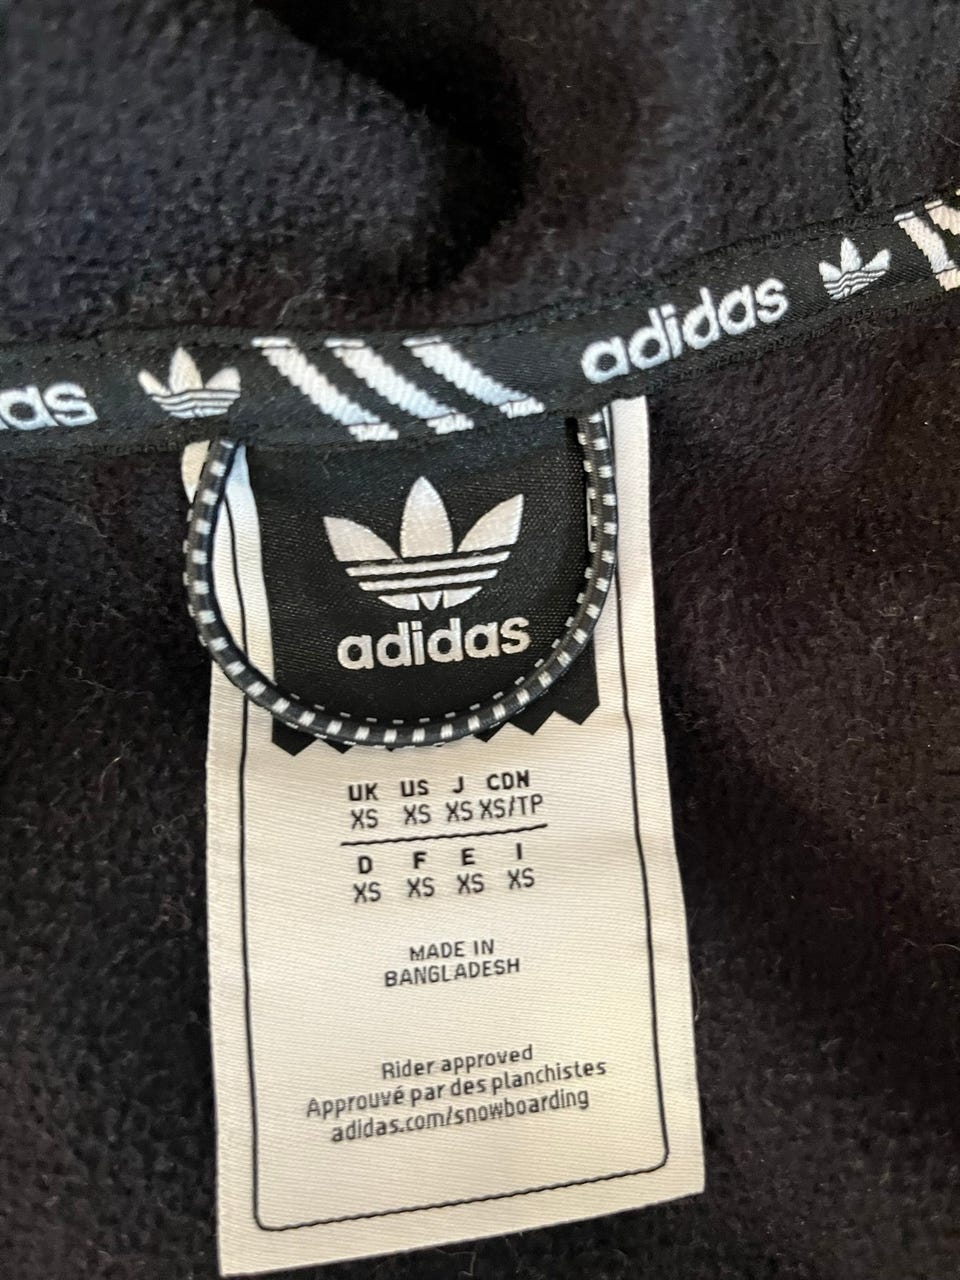 das
adidas
adidas
UK US J CDN
XS XS XS XS/TP
D F E I
XS XS XS XS
MADE IN
BANGLADESH
Rider approved
Approuvé par des planchistes
adidas.com/snowboarding